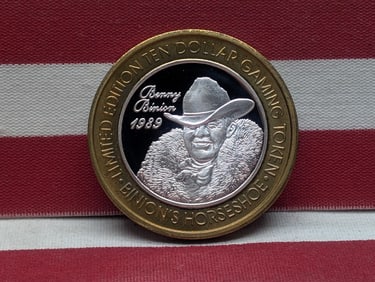 LIMITED EDITION TEN DOLLAR GAMING TOKEN
Benny
Binion
1989
BINION'S HORSESHOE